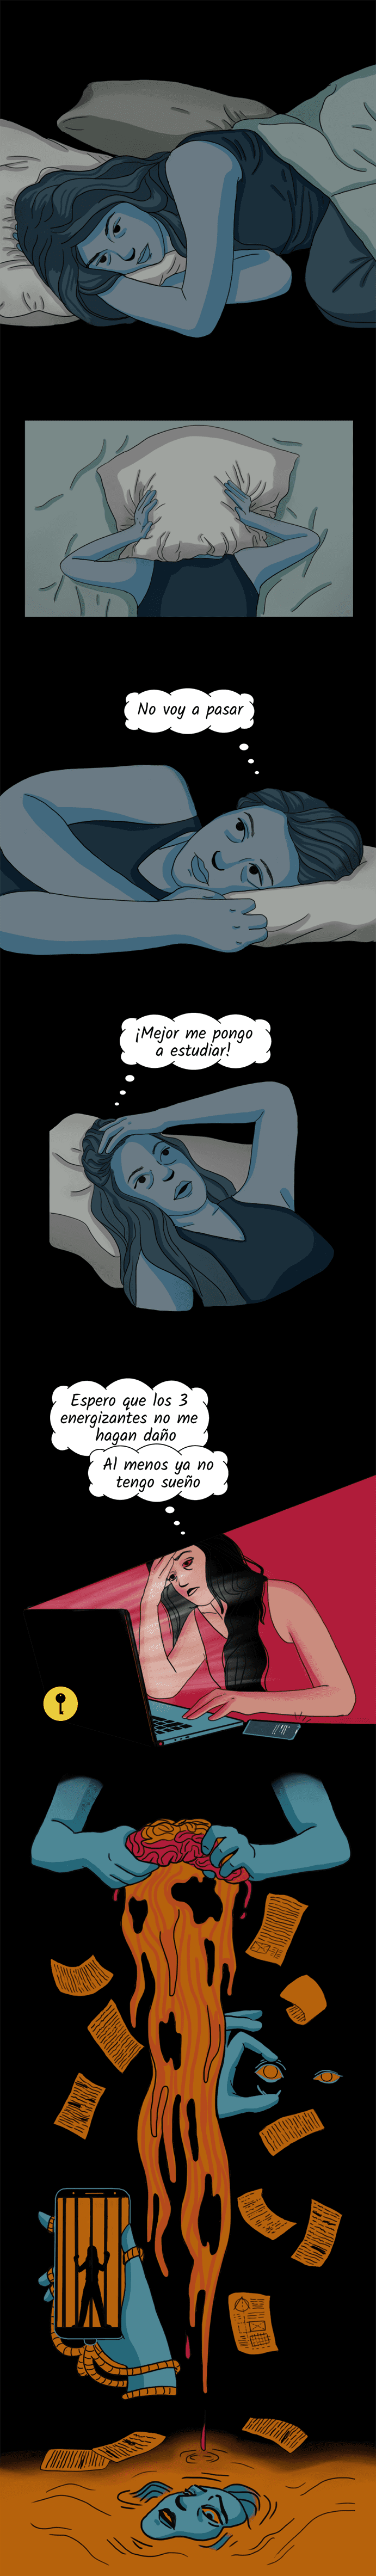 No voy a pasar
¡Mejor me pongo
a estudiar!
Espero que los 3
energizantes no me
hagan daño
Al menos ya no
tengo sueño